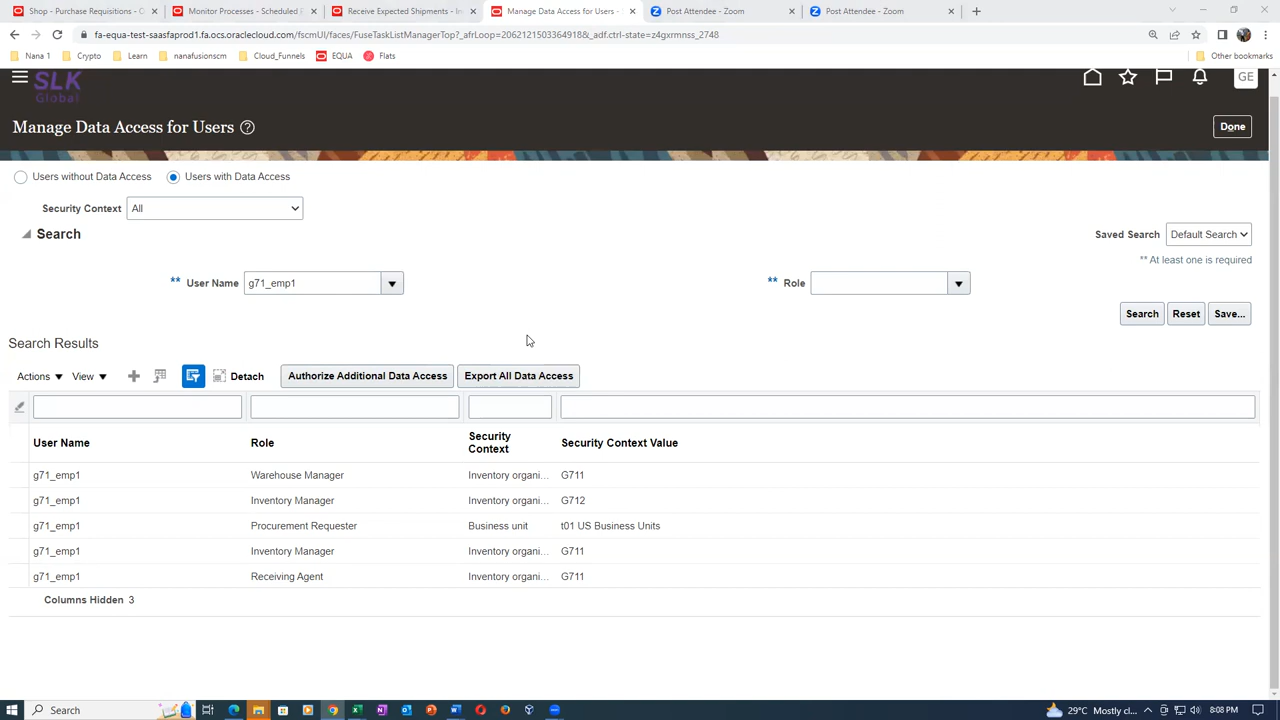 Shop - Purchase Requisitions - O
Monitor Processes - Scheduled P
Receive Expected Shipments - In
Manage Data Access for Users -
Post Attendee - Zoom
Post Attendee - Zoom
fa-equa-test-saasfaprod1.fa.ocs.oraclecloud.com/fscmUI/faces/FuseTaskListManagerTop?_afrLoop=20621215033649188&_adf.ctrl-state=z4gxrmnss_2748
Nana 1
Crypto
Learn
nanafusionscm
Cloud_Funnels
EQUA
Flats
Other bookmarks
SLK
Global
GE
Manage Data Access for Users
Done
Users without Data Access
Users with Data Access
Security Context All
Search
Saved Search Default Search
** At least one is required
** User Name g71_emp1
** Role
Search Reset Save...
Search Results
Actions View Detach Authorize Additional Data Access Export All Data Access
User Name Role Security Context Security Context Value
g71_emp1 Warehouse Manager Inventory organi... G711
g71_emp1 Inventory Manager Inventory organi... G712
g71_emp1 Procurement Requester Business unit t01 US Business Units
g71_emp1 Inventory Manager Inventory organi... G711
g71_emp1 Receiving Agent Inventory organi... G711
Columns Hidden 3
Search
29°C Mostly cl...
8:08 PM